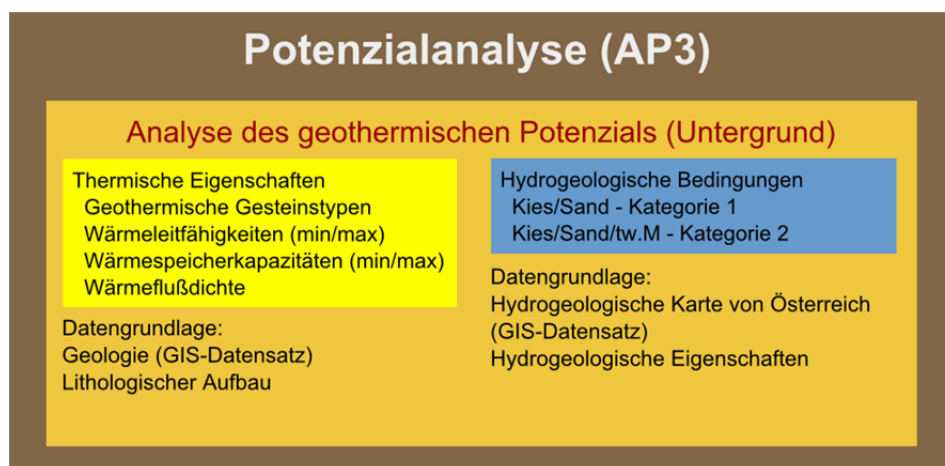 Potenzialanalyse (AP3)
Analyse des geothermischen Potenzials (Untergrund)
Thermische Eigenschaften
Geothermische Gesteinstypen
Wärmeleitfähigkeiten (min/max)
Wärmespeicherkapazitäten (min/max)
Wärmeflußdichte
Datengrundlage:
Geologie (GIS-Datensatz)
Lithologischer Aufbau
Hydrogeologische Bedingungen
Kies/Sand - Kategorie 1
Kies/Sand/tw.M - Kategorie 2
Datengrundlage:
Hydrogeologische Karte von Österreich
(GIS-Datensatz)
Hydrogeologische Eigenschaften